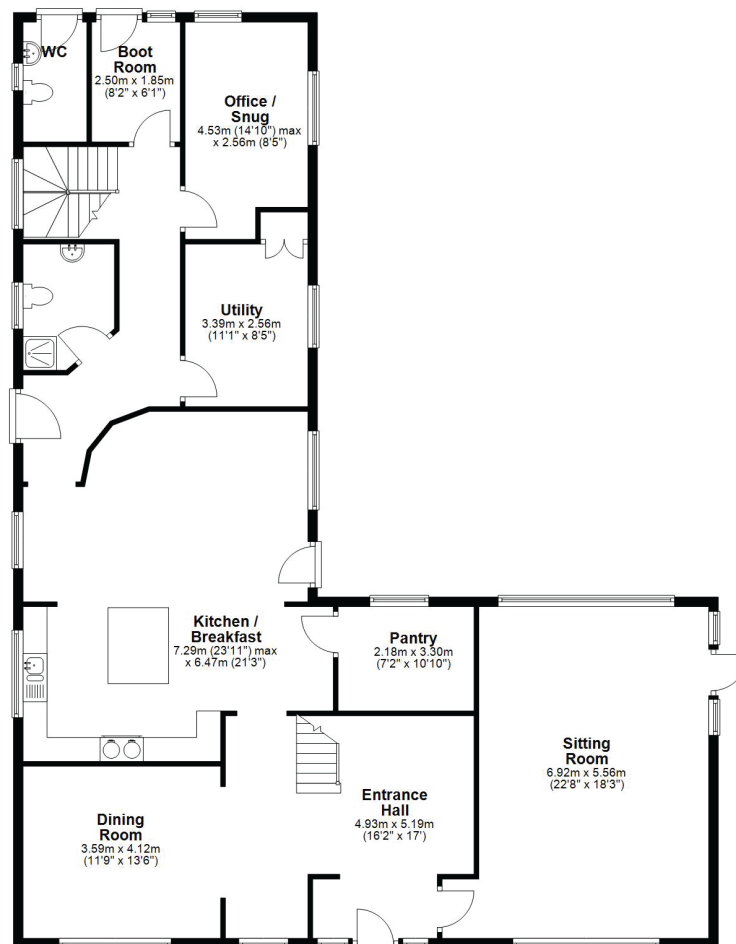 WC
Boot
Room
2.50m x 1.85m
(8'2" x 6'1")
Office /
Snug
4.53m (14'10") max
x 2.56m (8'5")
Utility
3.39m x 2.56m
(11'1" x 8'5")
Kitchen /
Breakfast
7.29m (23'11") max
x 6.47m (21'3")
Pantry
2.18m x 3.30m
(7'2" x 10'10")
Sitting
Room
6.92m x 5.56m
(22'8" x 18'3")
Entrance
Hall
4.93m x 5.19m
(16'2" x 17')
Dining
Room
3.59m x 4.12m
(11'9" x 13'6")